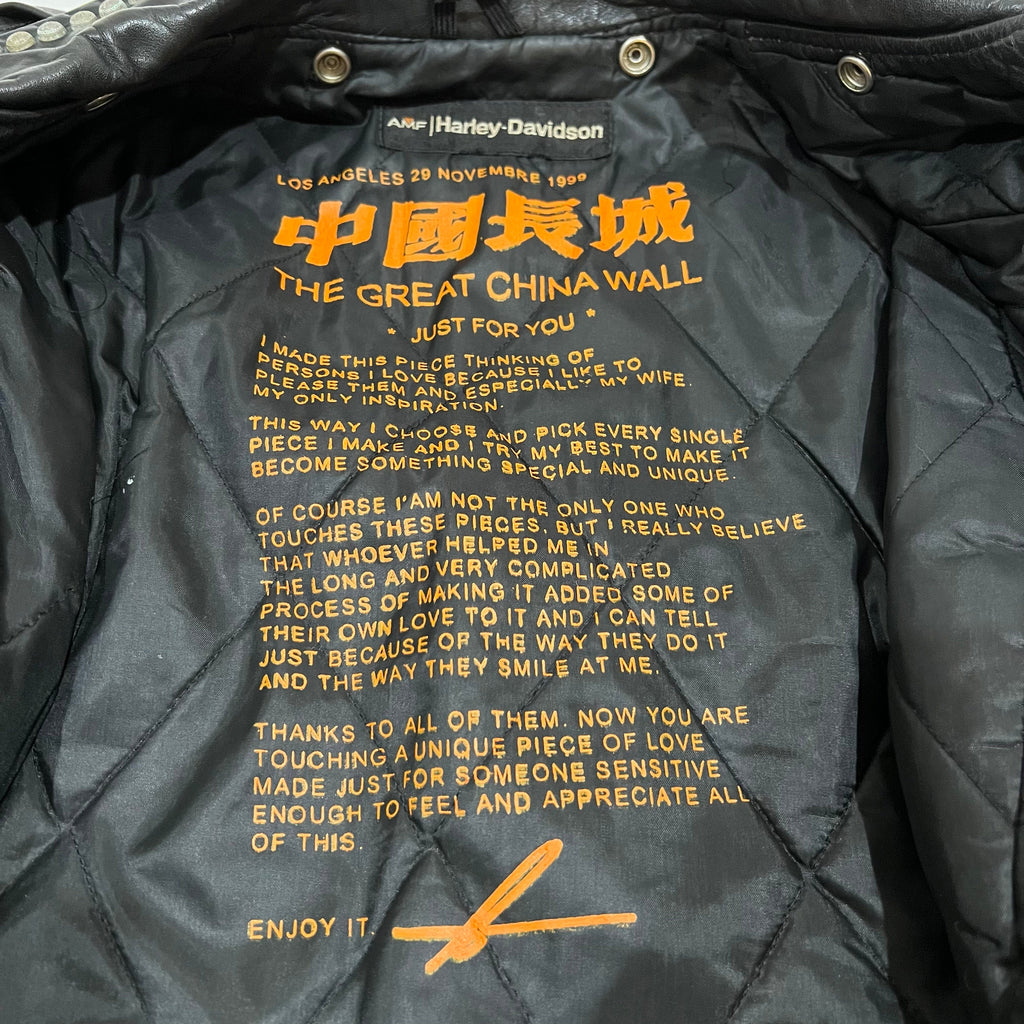 AMF | Harley-Davidson
LOS ANGELES 29 NOVEMBRE 1999
中國長城
THE GREAT CHINA WALL
* JUST FOR YOU *
I MADE THIS PIECE THINKING OF
PERSONS I LOVE BECAUSE I LIKE TO
PLEASE THEM AND ESPECIALLY MY WIFE.
MY ONLY INSPIRATION.
THIS WAY I CHOOSE AND PICK EVERY SINGLE
PIECE I MAKE AND I TRY MY BEST TO MAKE IT
BECOME SOMETHING SPECIAL AND UNIQUE.
OF COURSE I'AM NOT THE ONLY ONE WHO
TOUCHES THESE PIECES, BUT I REALLY BELIEVE
THAT WHOEVER HELPED ME IN
THE LONG AND VERY COMPLICATED
PROCESS OF MAKING IT ADDED SOME OF
THEIR OWN LOVE TO IT AND I CAN TELL
JUST BECAUSE OF THE WAY THEY DO IT
AND THE WAY THEY SMILE AT ME.
THANKS TO ALL OF THEM. NOW YOU ARE
TOUCHING A UNIQUE PIECE OF LOVE
MADE JUST FOR SOMEONE SENSITIVE
ENOUGH TO FEEL AND APPRECIATE ALL
OF THIS.
ENJOY IT.